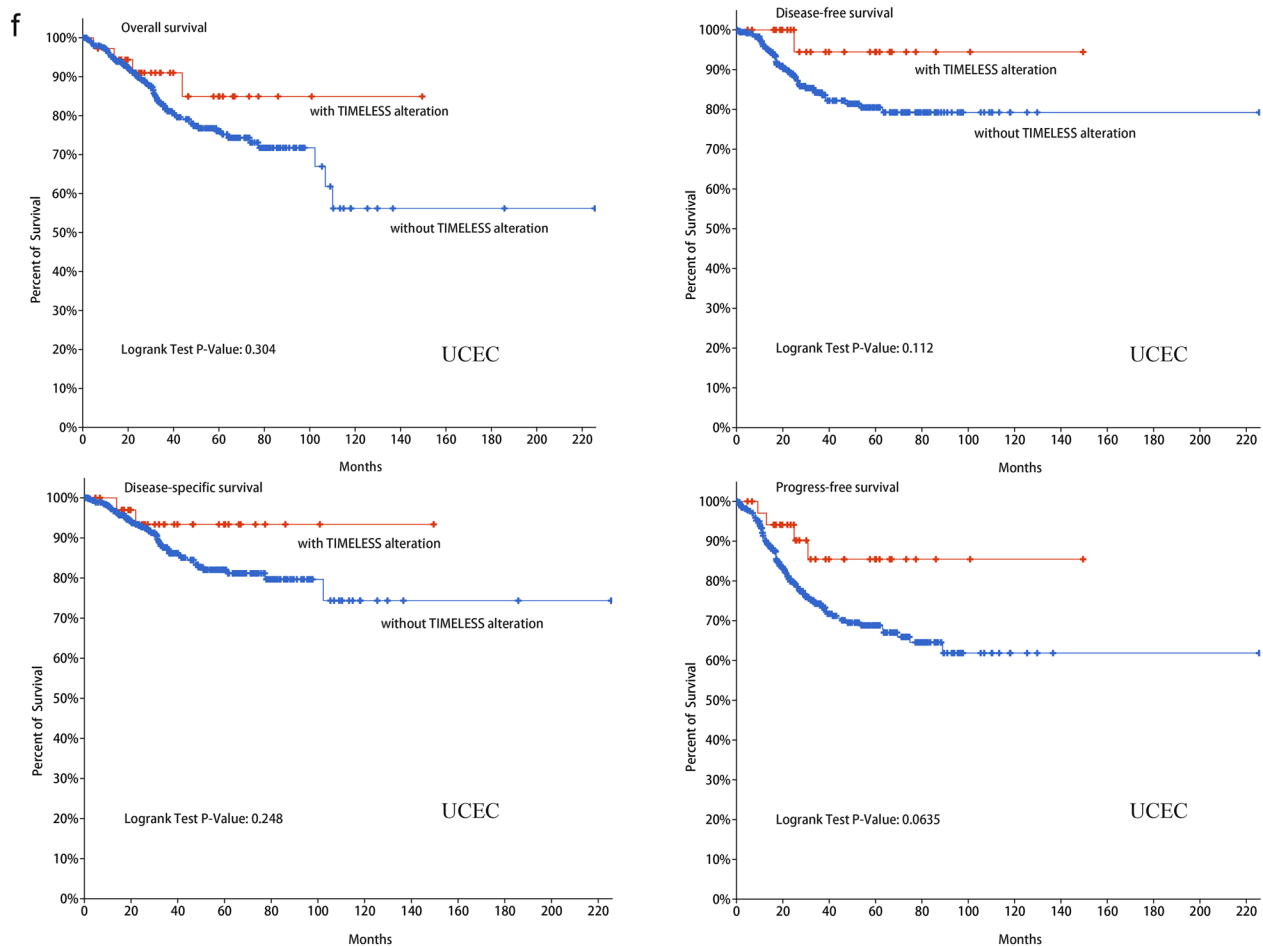 f
Overall survival
100%
90%
80%
70%
60%
50%
40%
30%
20%
10%
0%
Percent of Survival
with TIMELESS alteration
without TIMELESS alteration
Logrank Test P-Value: 0.304
UCEC
0 20 40 60 80 100 120 140 160 180 200 220
Months
Disease-free survival
100%
90%
80%
70%
60%
50%
40%
30%
20%
10%
0%
Percent of Survival
with TIMELESS alteration
without TIMELESS alteration
Logrank Test P-Value: 0.112
UCEC
0 20 40 60 80 100 120 140 160 180 200 220
Months
Disease-specific survival
100%
90%
80%
70%
60%
50%
40%
30%
20%
10%
0%
Percent of Survival
with TIMELESS alteration
without TIMELESS alteration
Logrank Test P-Value: 0.248
UCEC
0 20 40 60 80 100 120 140 160 180 200 220
Months
Progress-free survival
100%
90%
80%
70%
60%
50%
40%
30%
20%
10%
0%
Percent of Survival
with TIMELESS alteration
without TIMELESS alteration
Logrank Test P-Value: 0.0635
UCEC
0 20 40 60 80 100 120 140 160 180 200 220
Months